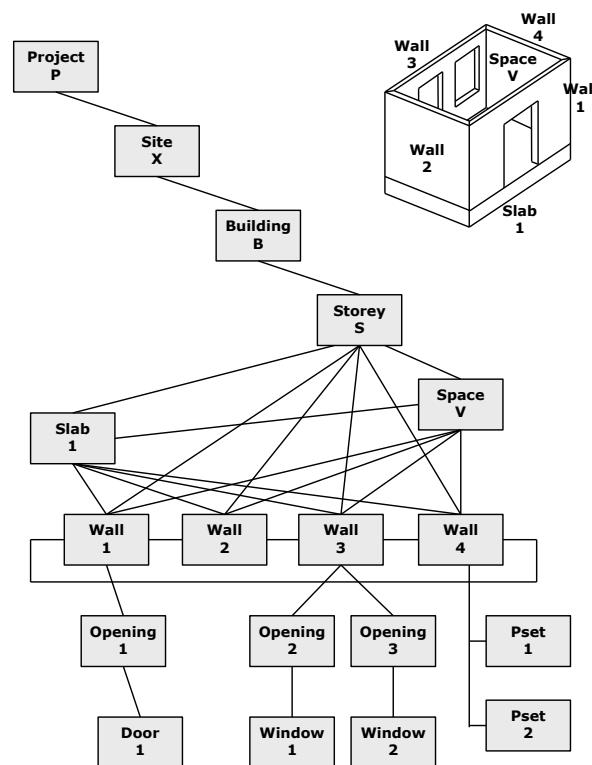 Project
P
Site
X
Building
B
Storey
S
Space
V
Slab
1
Wall
1
Wall
2
Wall
3
Wall
4
Opening
1
Opening
2
Opening
3
Pset
1
Door
1
Window
1
Window
2
Pset
2
Wall
4
Wall
3
Space
V
Wal
1
Wall
2
Slab
1